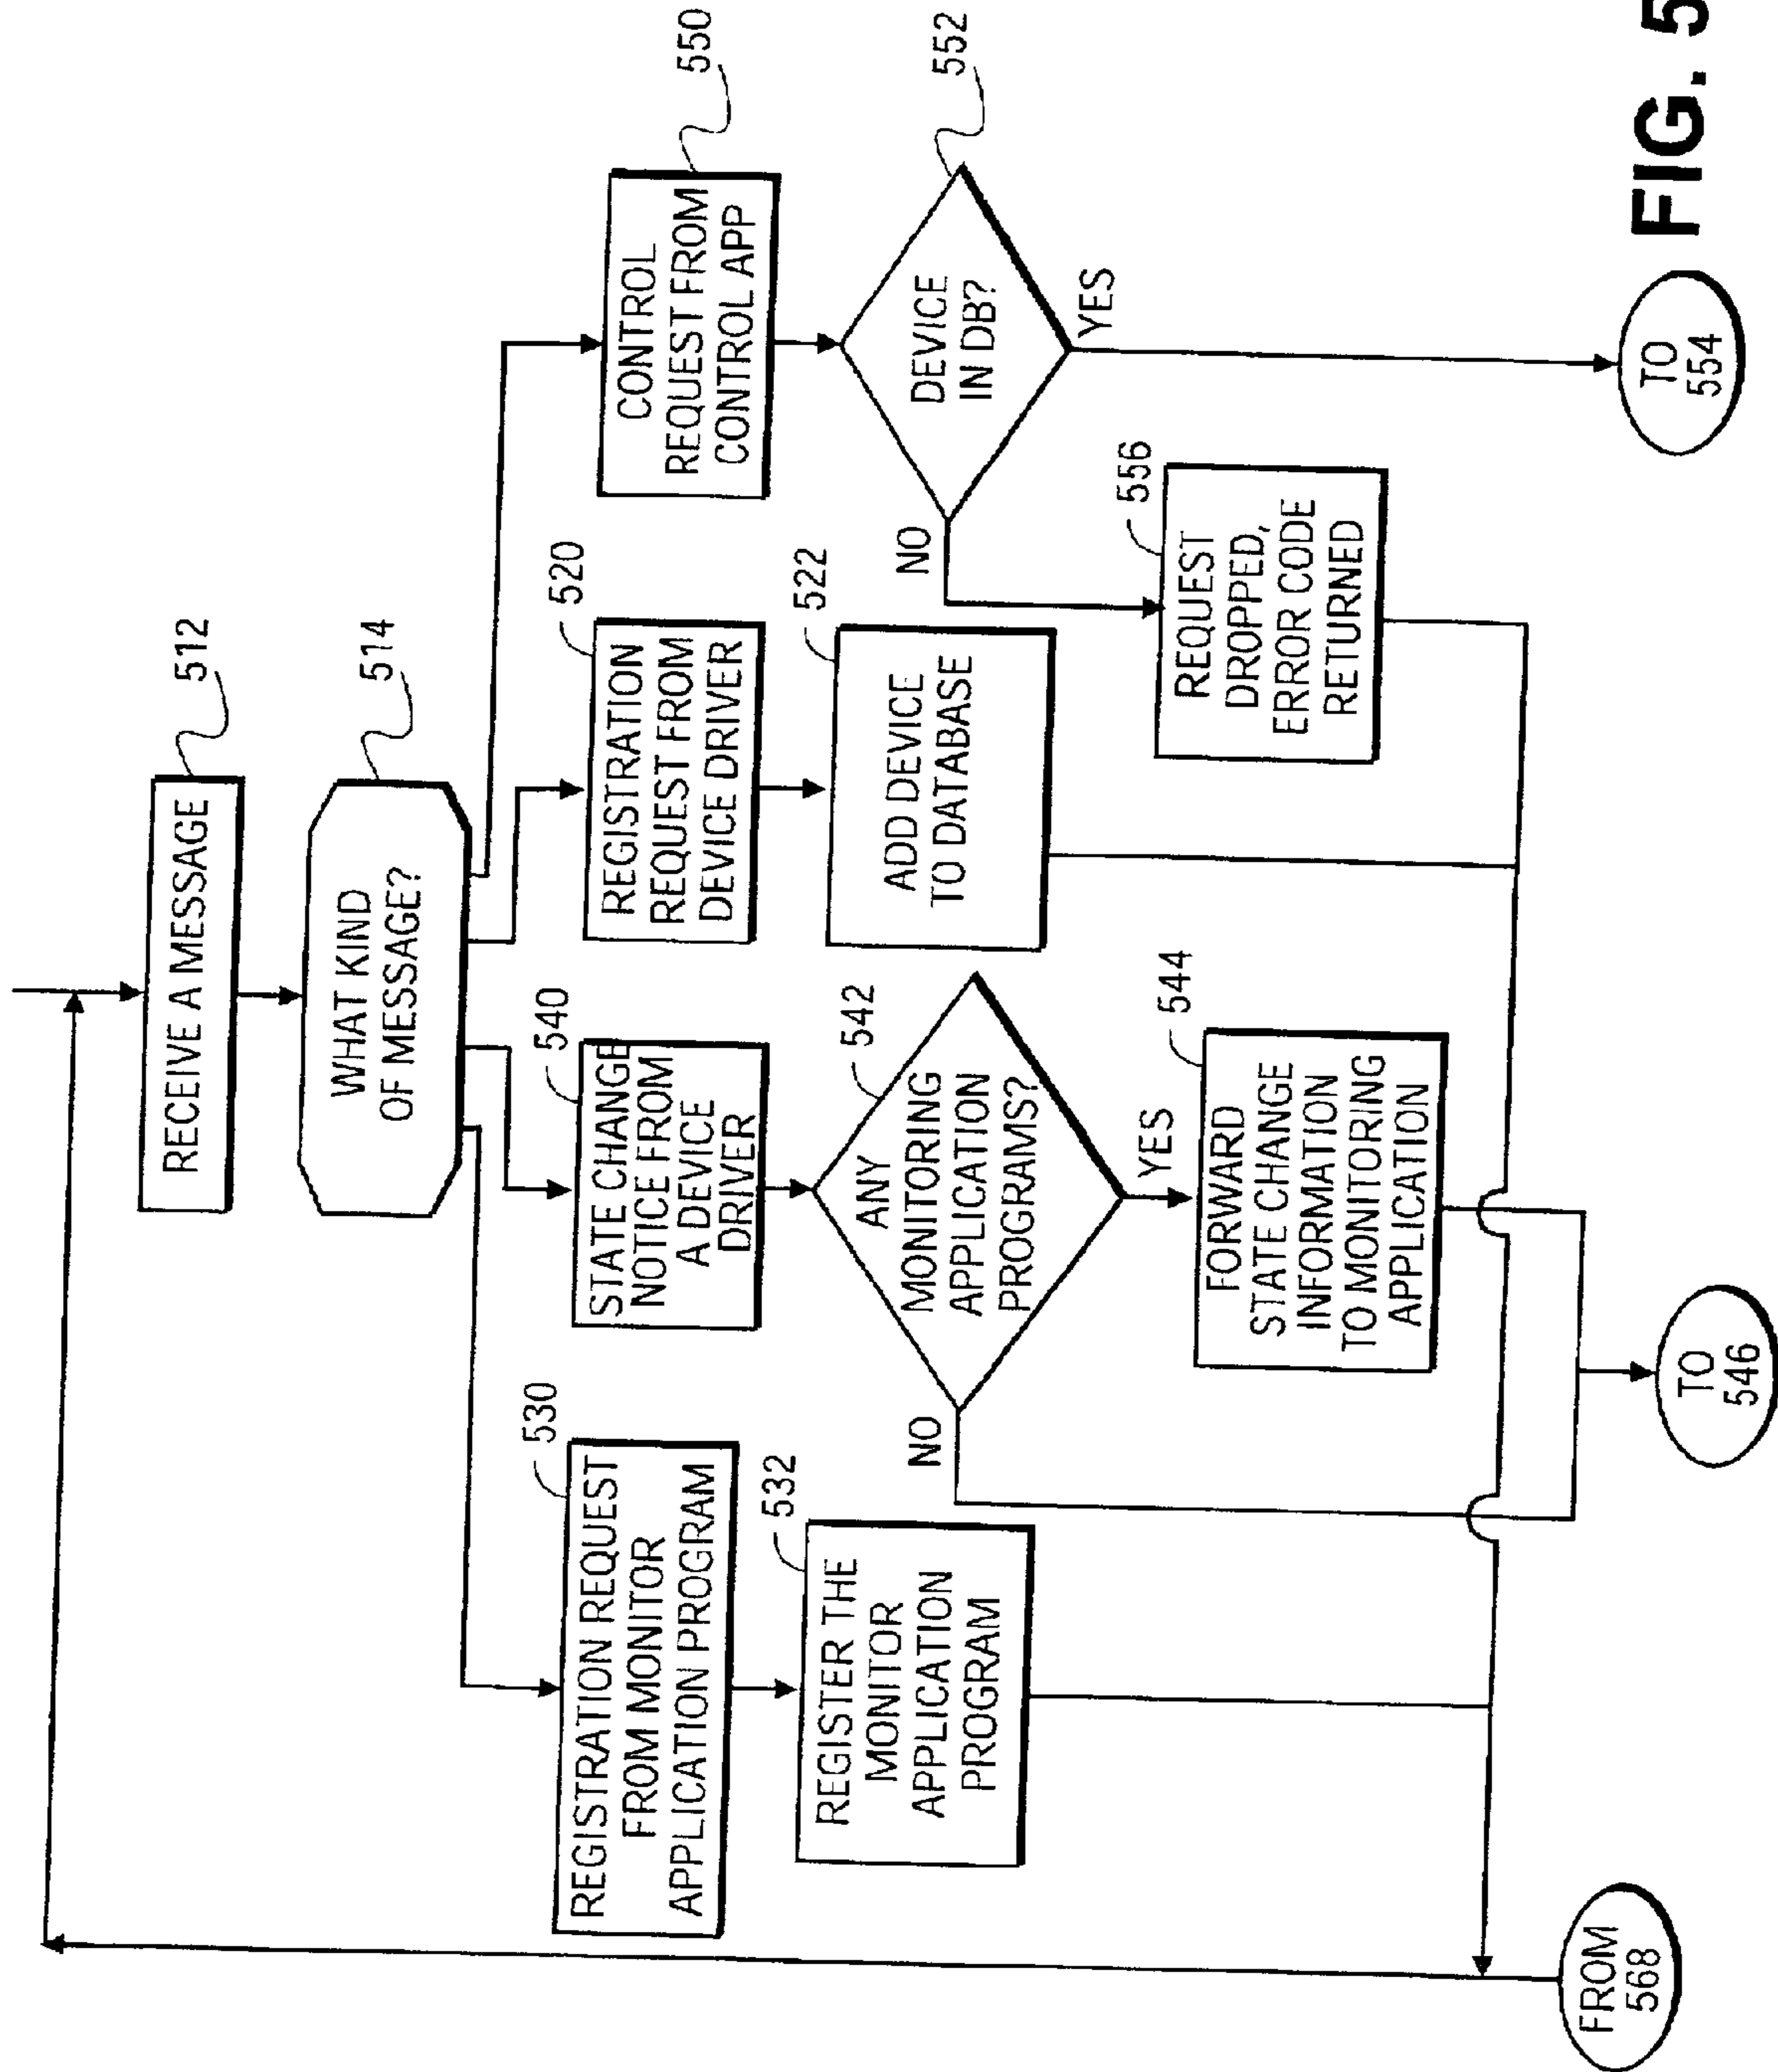 RECEIVE A MESSAGE
512
WHAT KIND
OF MESSAGE?
514
530
REGISTRATION REQUEST
FROM MONITOR
APPLICATION PROGRAM
540
STATE CHANGE
NOTICE FROM
A DEVICE
DRIVER
520
REGISTRATION
REQUEST FROM
DEVICE DRIVER
550
CONTROL
REQUEST FROM
CONTROL APP
532
REGISTER THE
MONITOR
APPLICATION
PROGRAM
542
ANY
MONITORING
APPLICATION
PROGRAMS?
NO
YES
522
ADD DEVICE
TO DATABASE
552
DEVICE
IN DB?
NO
YES
544
FORWARD
STATE CHANGE
INFORMATION
TO MONITORING
APPLICATION
556
REQUEST
DROPPED,
ERROR CODE
RETURNED
FROM
568
TO
546
TO
554
FIG. 5